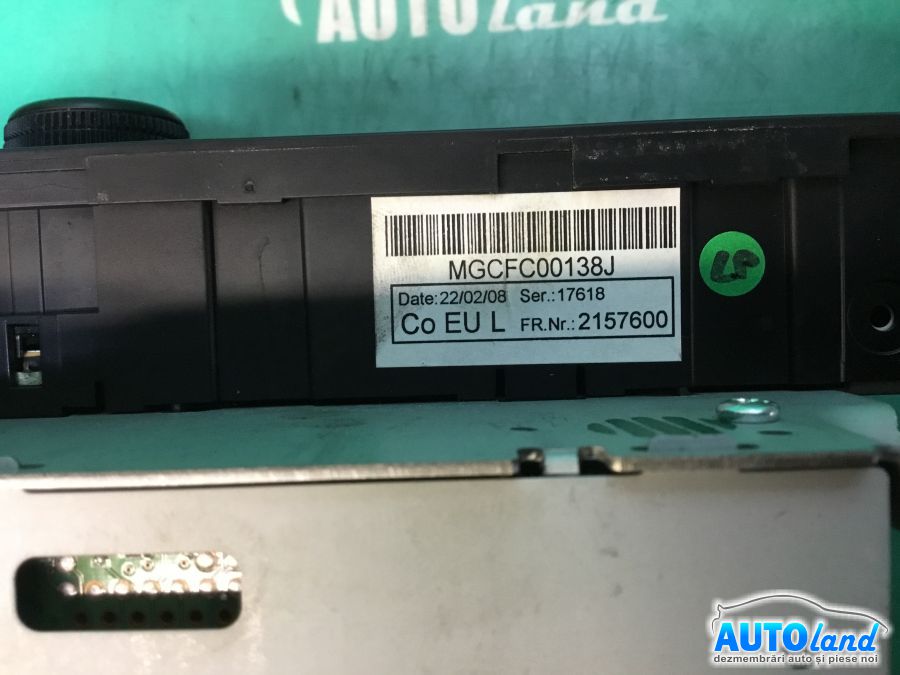 AUTOLand
MGCFC00138J
Date: 22/02/08 Ser.:17618
Co EU L FR.Nr.: 2157600
LF
AUTOland
dezmembrări auto și piese noi